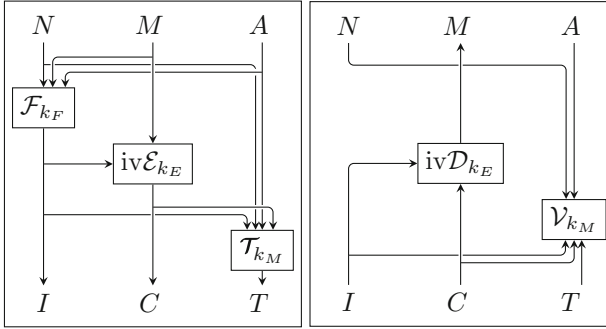 N M A N M A
𝓕_{k_F}
iv𝓔_{k_E} iv𝓓_{k_E}
𝓥_{k_M}
𝓣_{k_M}
I C T I C T